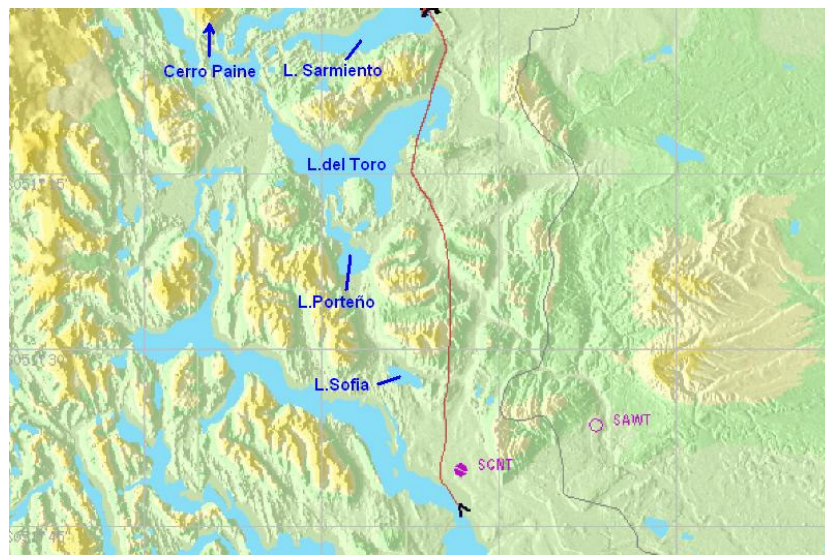 Cerro Paine
L. Sarmiento
L.del Toro
L.Porteño
L.Sofia
SAWT
SCNT